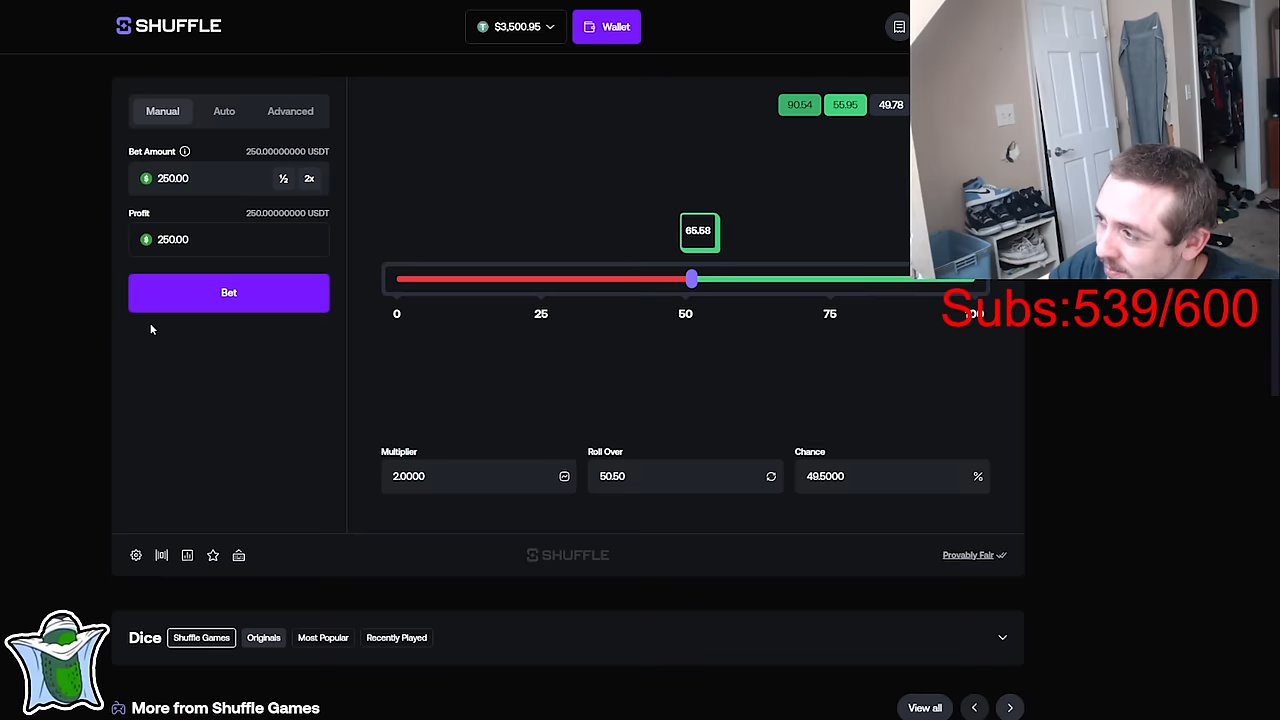 SHUFFLE
$3,500.95
Wallet
Manual
Auto
Advanced
90.54
55.95
49.78
Bet Amount
250.00000000 USDT
250.00
½
2x
Profit
250.00000000 USDT
250.00
65.58
Bet
0
25
50
75
Subs:539/600
Multiplier
Roll Over
Chance
2.0000
50.50
49.5000
%
SHUFFLE
Provably Fair
Dice
Shuffle Games
Originals
Most Popular
Recently Played
More from Shuffle Games
View all